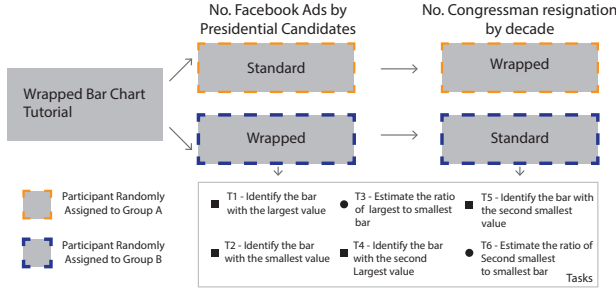 No. Facebook Ads by
Presidential Candidates
No. Congressman resignation
by decade
Wrapped Bar Chart
Tutorial
Standard
Wrapped
Wrapped
Standard
Participant Randomly
Assigned to Group A
Participant Randomly
Assigned to Group B
T1 - Identify the bar
with the largest value
T3 - Estimate the ratio
of largest to smallest
bar
T5 - Identify the bar with
the second smallest
value
T2 - Identify the bar
with the smallest value
T4 - Identify the bar
with the second
Largest value
T6 - Estimate the ratio of
Second smallest
to smallest bar
Tasks